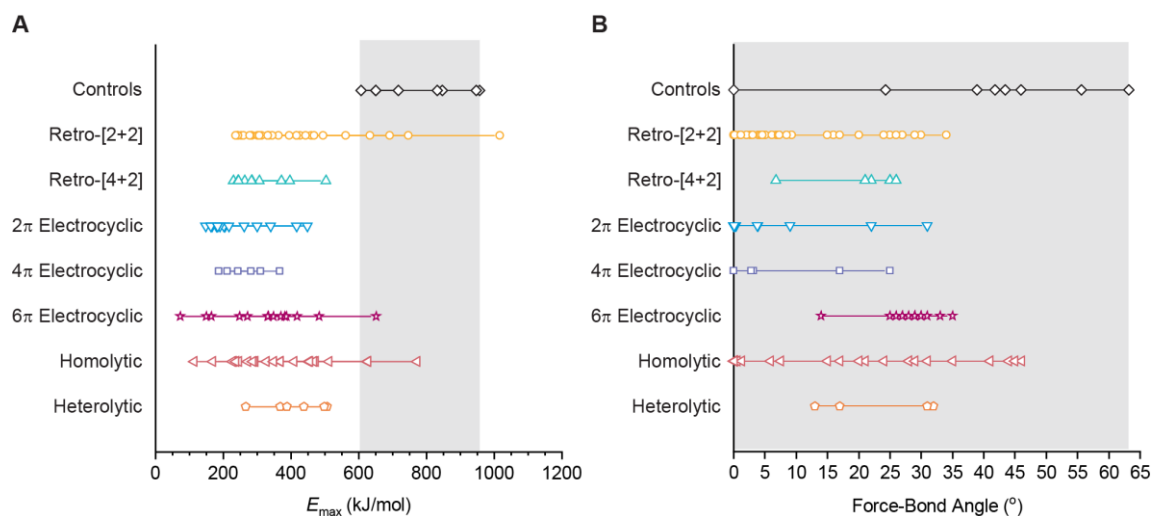 A
Controls
Retro-[2+2]
Retro-[4+2]
2π Electrocyclic
4π Electrocyclic
6π Electrocyclic
Homolytic
Heterolytic
0 200 400 600 800 1000 1200
Emax (kJ/mol)
B
Controls
Retro-[2+2]
Retro-[4+2]
2π Electrocyclic
4π Electrocyclic
6π Electrocyclic
Homolytic
Heterolytic
0 5 10 15 20 25 30 35 40 45 50 55 60 65
Force-Bond Angle (°)